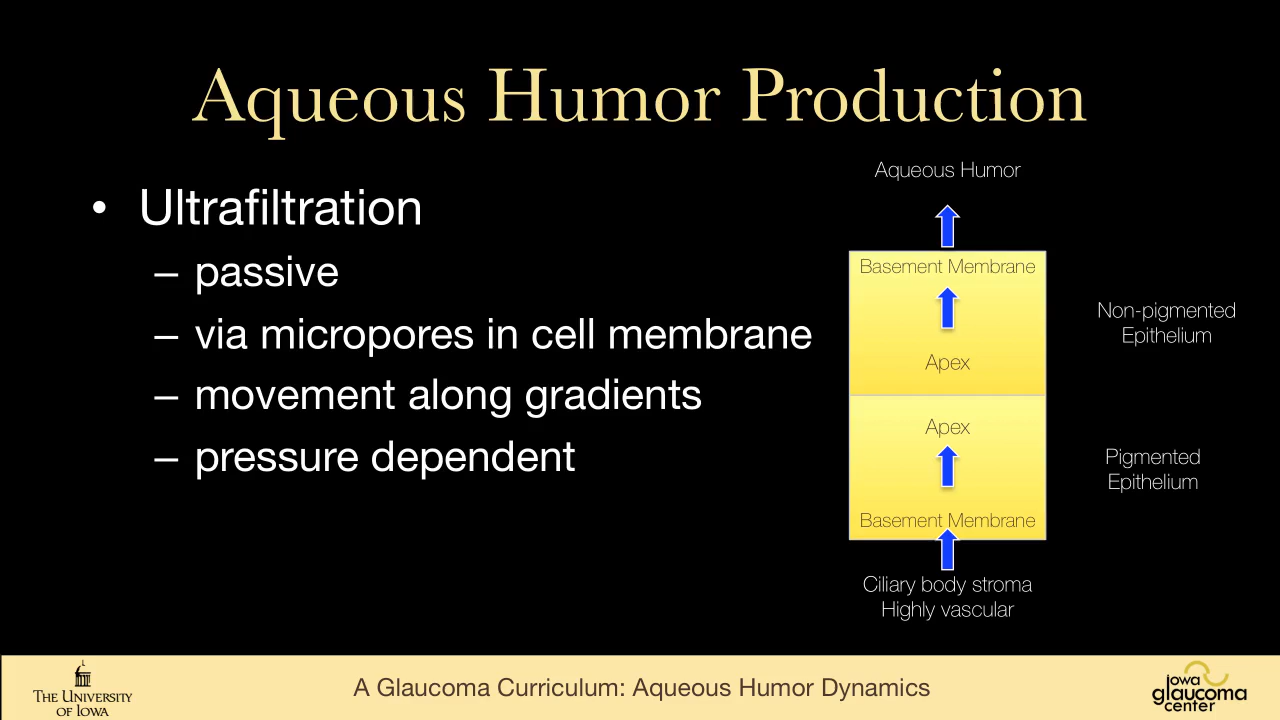 Aqueous Humor Production
• Ultrafiltration
– passive
– via micropores in cell membrane
– movement along gradients
– pressure dependent
Aqueous Humor
Basement Membrane
Apex
Apex
Basement Membrane
Non-pigmented
Epithelium
Pigmented
Epithelium
Ciliary body stroma
Highly vascular
THE UNIVERSITY
OF IOWA
A Glaucoma Curriculum: Aqueous Humor Dynamics
iowa
glaucoma
center